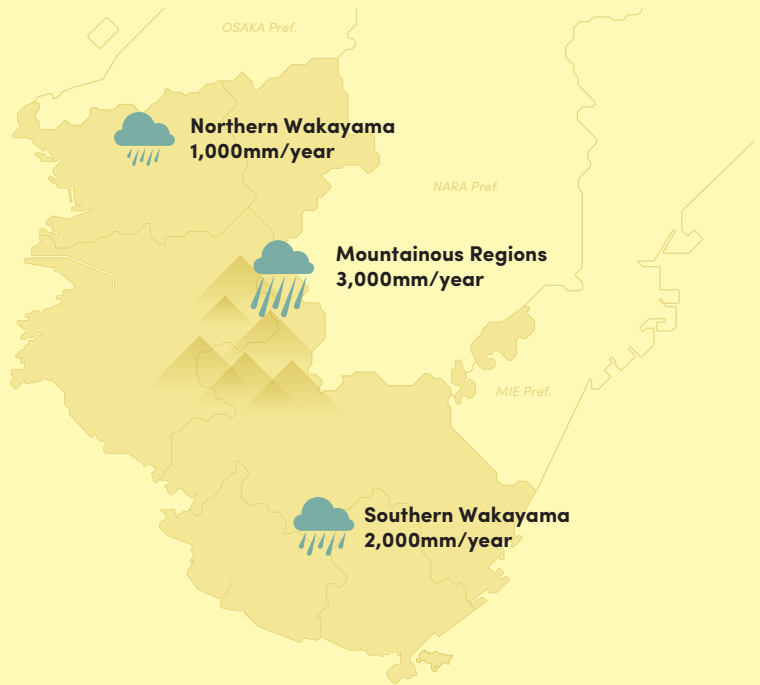 OSAKA Pref.
Northern Wakayama
1,000mm/year
NARA Pref.
Mountainous Regions
3,000mm/year
MIE Pref.
Southern Wakayama
2,000mm/year